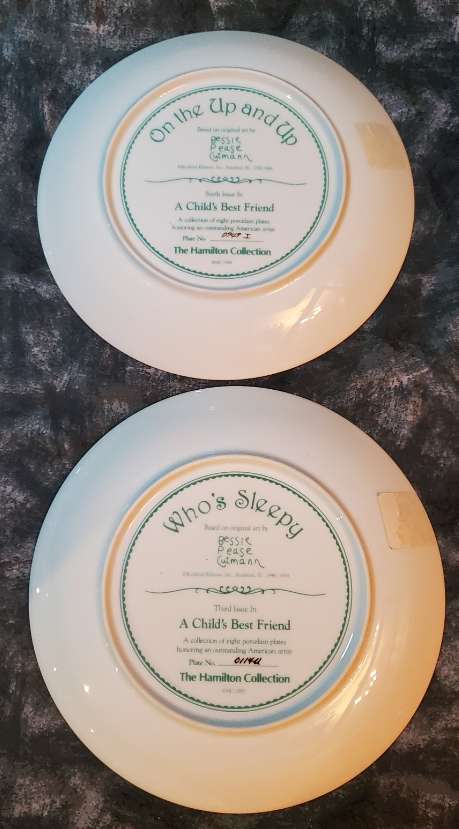 On the Up and Up
Based on original art by
Bessie
Pease
Gutmann
Sixth Issue In
A Child's Best Friend
A collection of eight porcelain plates
honoring an outstanding American artist
Plate No.
The Hamilton Collection
Who's Sleepy
Based on original art by
Bessie
Pease
Gutmann
Third Issue In
A Child's Best Friend
A collection of eight porcelain plates
honoring an outstanding American artist
Plate No.
The Hamilton Collection